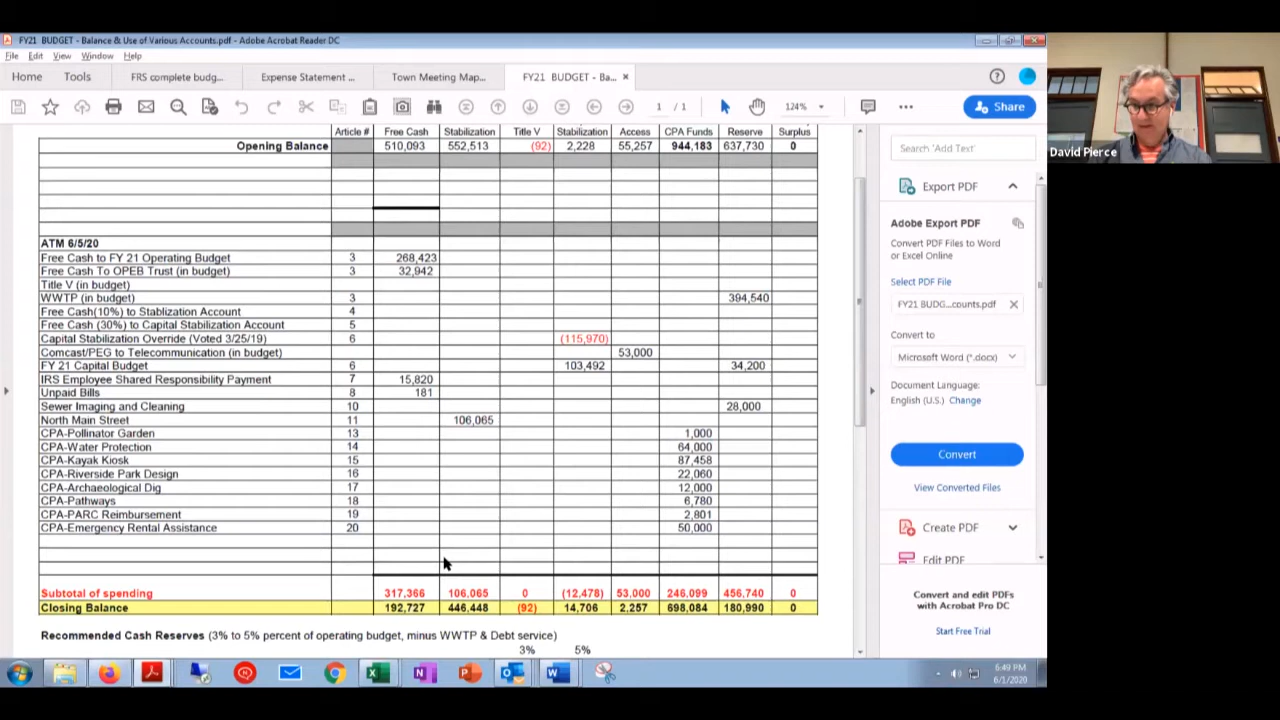 FY21 BUDGET - Balance & Use of Various Accounts.pdf - Adobe Acrobat Reader DC
File Edit View Window Help
Home Tools FRS complete budg... Expense Statement ... Town Meeting Map... FY21 BUDGET - Ba... ×
1 / 1 124% Share
Article # Free Cash Stabilization Title V Stabilization Access CPA Funds Reserve Surplus
Opening Balance 510,093 552,513 (92) 2,228 55,257 944,183 637,730 0
ATM 6/5/20
Free Cash to FY 21 Operating Budget 3 268,423
Free Cash To OPEB Trust (in budget) 3 32,942
Title V (in budget)
WWTP (in budget) 3 394,540
Free Cash(10%) to Stablization Account 4
Free Cash (30%) to Capital Stabilization Account 5
Capital Stabilization Override (Voted 3/25/19) 6 (115,970)
Comcast/PEG to Telecommunication (in budget) 53,000
FY 21 Capital Budget 6 103,492 34,200
IRS Employee Shared Responsibility Payment 7 15,820
Unpaid Bills 8 181
Sewer Imaging and Cleaning 10 28,000
North Main Street 11 106,065
CPA-Pollinator Garden 13 1,000
CPA-Water Protection 14 64,000
CPA-Kayak Kiosk 15 87,458
CPA-Riverside Park Design 16 22,060
CPA-Archaeological Dig 17 12,000
CPA-Pathways 18 6,780
CPA-PARC Reimbursement 19 2,801
CPA-Emergency Rental Assistance 20 50,000
Subtotal of spending 317,366 106,065 0 (12,478) 53,000 246,099 456,740 0
Closing Balance 192,727 446,448 (92) 14,706 2,257 698,084 180,990 0
Recommended Cash Reserves (3% to 5% percent of operating budget, minus WWTP & Debt service)
3% 5%
Search 'Add Text'
Export PDF
Adobe Export PDF
Convert PDF Files to Word
or Excel Online
Select PDF File
FY21 BUDG...counts.pdf
Convert to
Microsoft Word (*.docx)
Document Language:
English (U.S.) Change
Convert
View Converted Files
Create PDF
Edit PDF
Convert and edit PDFs
with Acrobat Pro DC
Start Free Trial
6:49 PM
6/1/2020
David Pierce